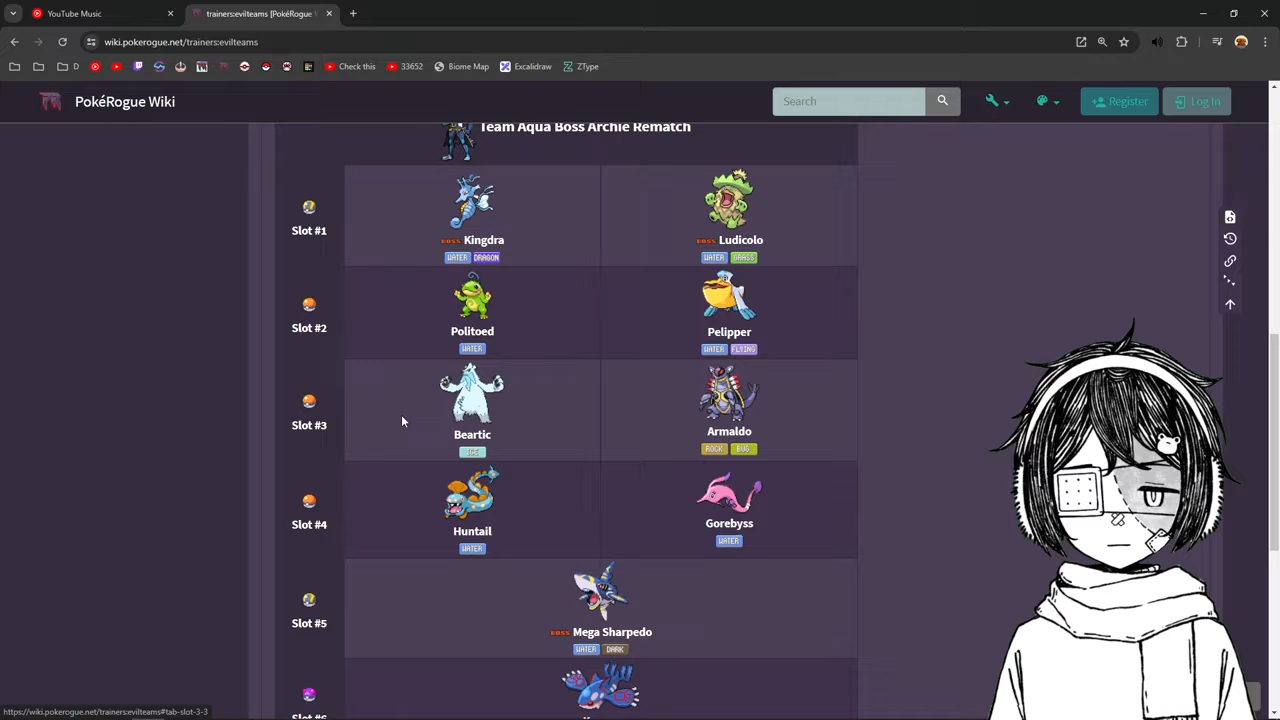 YouTube Music
trainers:evilteams [PokéRogue W
wiki.pokerogue.net/trainers:evilteams
D
Check this
33652
Biome Map
Excalidraw
ZType
PokéRogue Wiki
Search
Register
Log In
Team Aqua Boss Archie Rematch
Slot #1
BOSS Kingdra
WATER DRAGON
BOSS Ludicolo
WATER GRASS
Slot #2
Politoed
WATER
Pelipper
WATER FLYING
Slot #3
Beartic
ICE
Armaldo
ROCK BUG
Slot #4
Huntail
WATER
Gorebyss
WATER
Slot #5
BOSS Mega Sharpedo
WATER DARK
https://wiki.pokerogue.net/trainers:evilteams#tab-slot-3-3